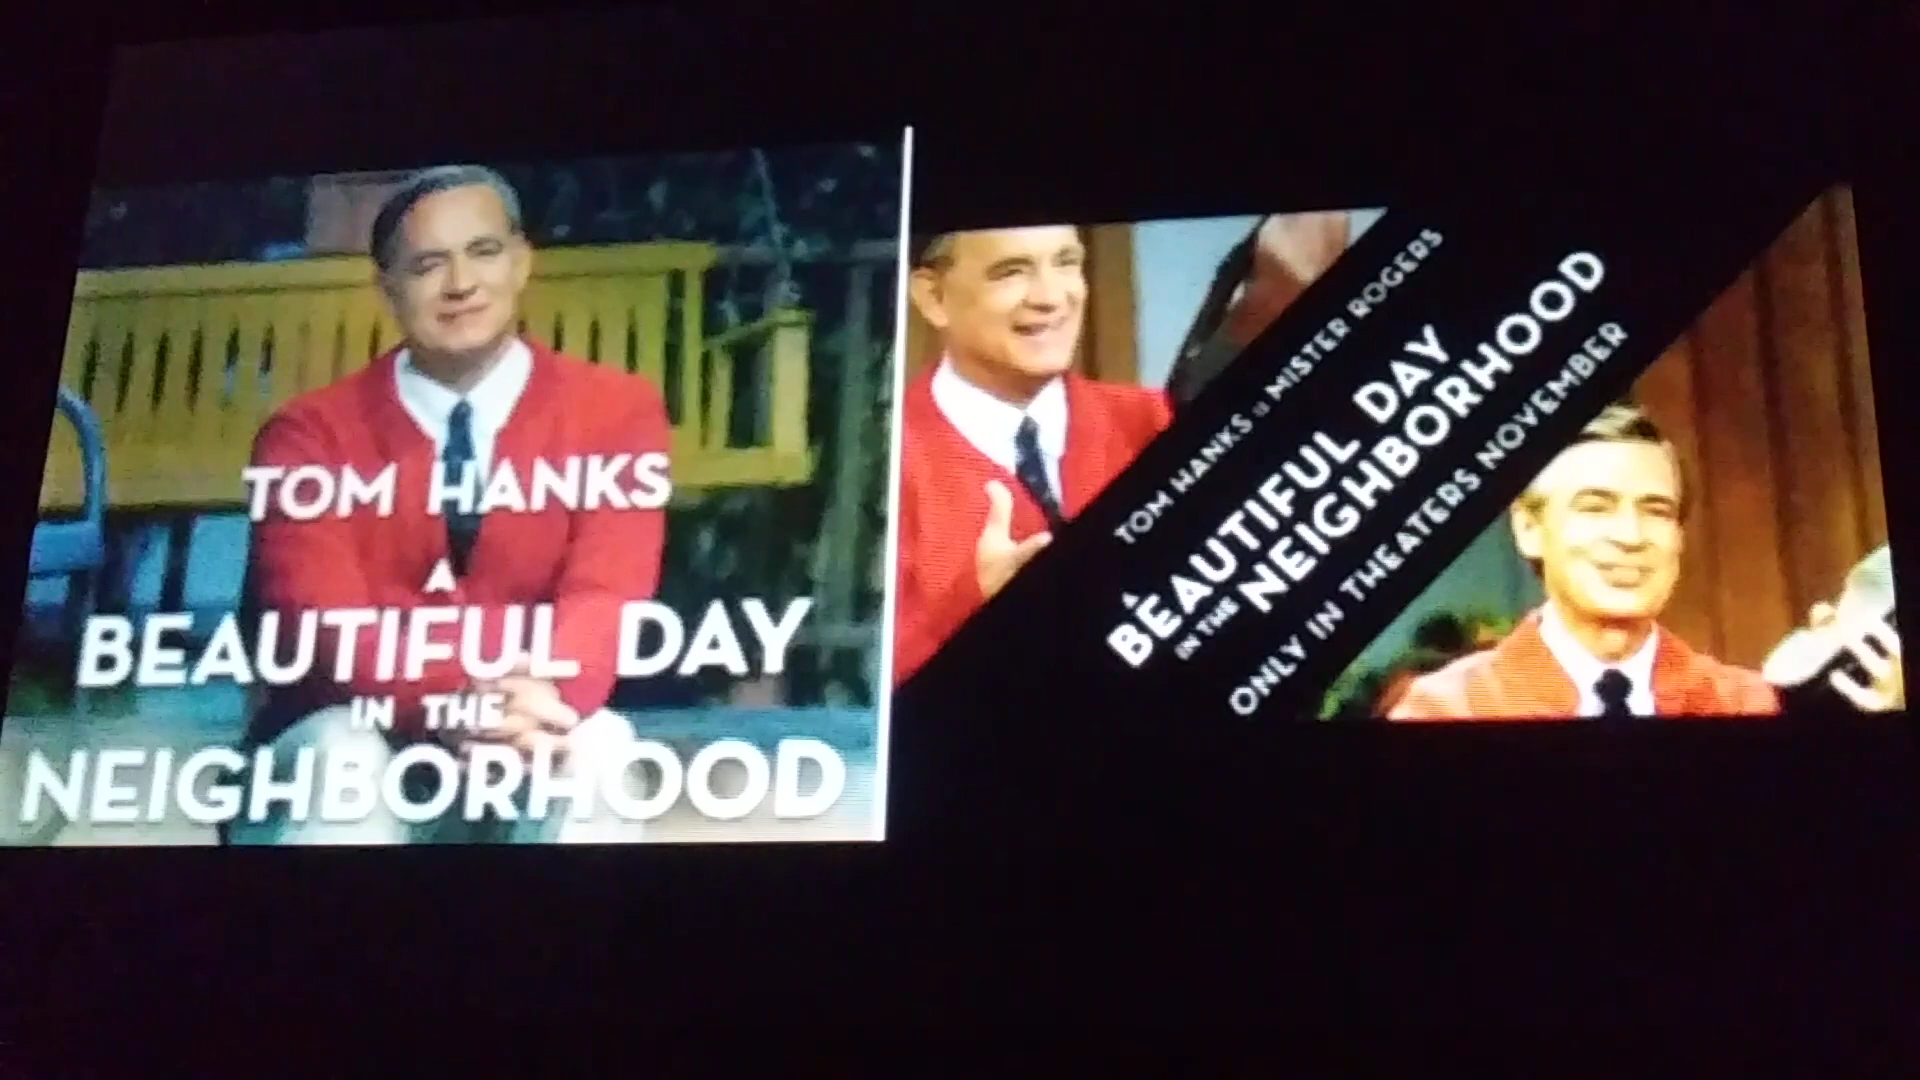 TOM HANKS
A
BEAUTIFUL DAY
IN THE
NEIGHBORHOOD
TOM HANKS is MISTER ROGERS
A
BEAUTIFUL DAY
IN THE NEIGHBORHOOD
ONLY IN THEATERS NOVEMBER